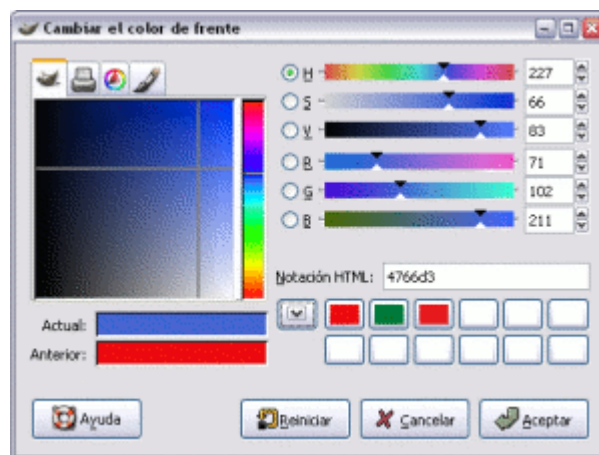 Cambiar el color de frente
H 227
S 66
V 83
R 71
G 102
B 211
Notación HTML: 4766d3
Actual:
Anterior:
Ayuda Reiniciar Cancelar Aceptar